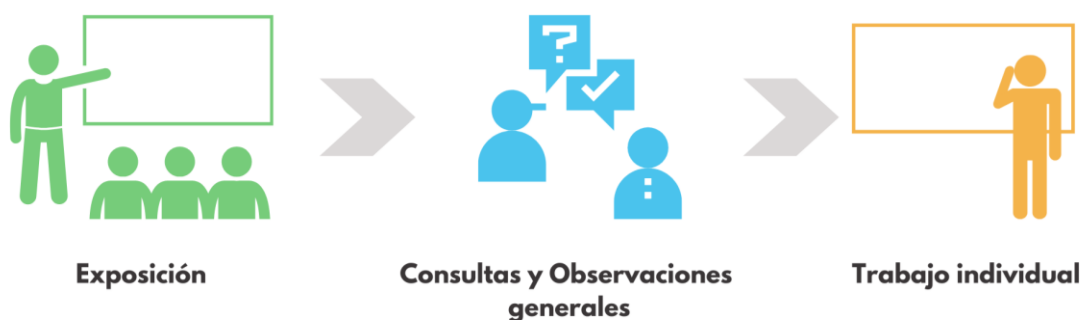 Exposición
Consultas y Observaciones
generales
Trabajo individual
?